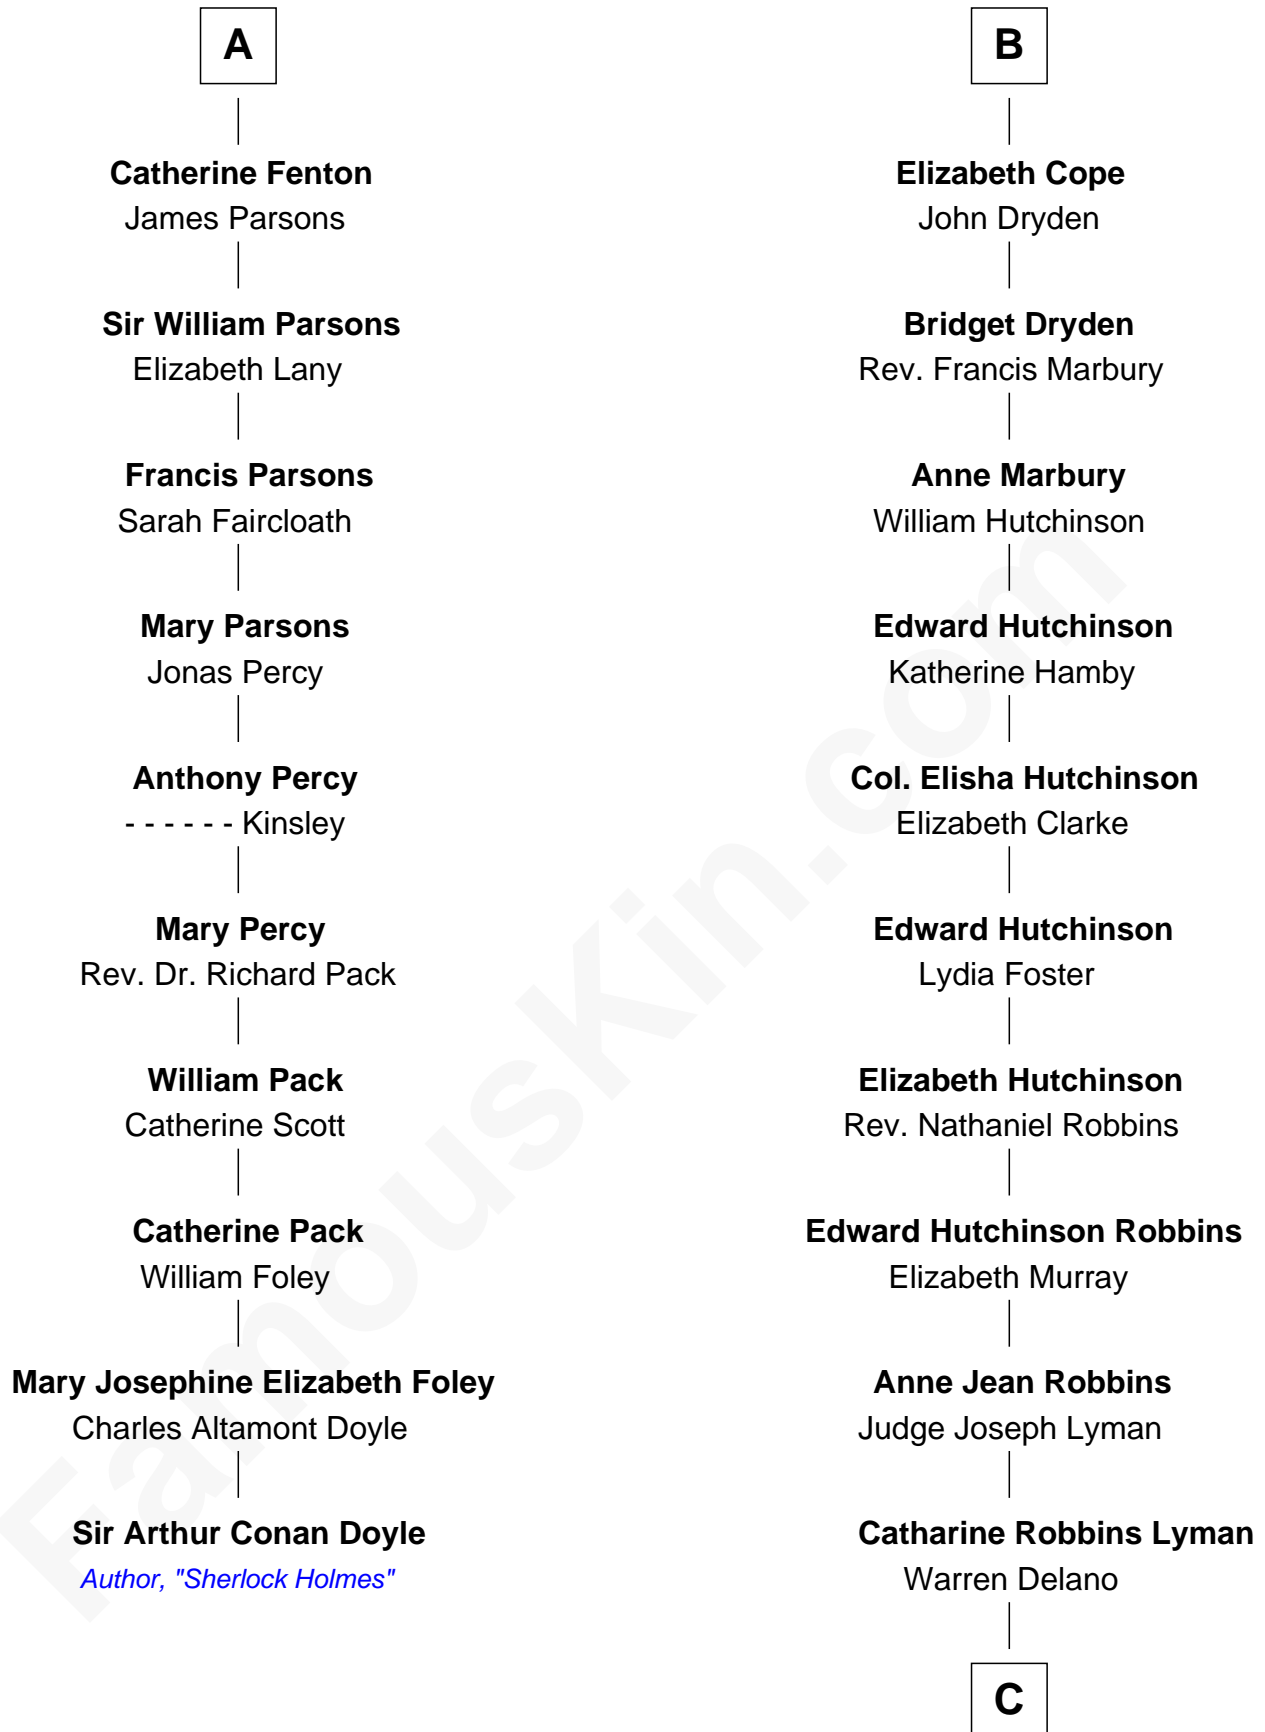 A
Catherine Fenton
James Parsons
Sir William Parsons
Elizabeth Lany
Francis Parsons
Sarah Faircloath
Mary Parsons
Jonas Percy
Anthony Percy
- - - - - - Kinsley
Mary Percy
Rev. Dr. Richard Pack
William Pack
Catherine Scott
Catherine Pack
William Foley
Mary Josephine Elizabeth Foley
Charles Altamont Doyle
Sir Arthur Conan Doyle
Author, "Sherlock Holmes"
B
Elizabeth Cope
John Dryden
Bridget Dryden
Rev. Francis Marbury
Anne Marbury
William Hutchinson
Edward Hutchinson
Katherine Hamby
Col. Elisha Hutchinson
Elizabeth Clarke
Edward Hutchinson
Lydia Foster
Elizabeth Hutchinson
Rev. Nathaniel Robbins
Edward Hutchinson Robbins
Elizabeth Murray
Anne Jean Robbins
Judge Joseph Lyman
Catharine Robbins Lyman
Warren Delano
C
FamousKin.com